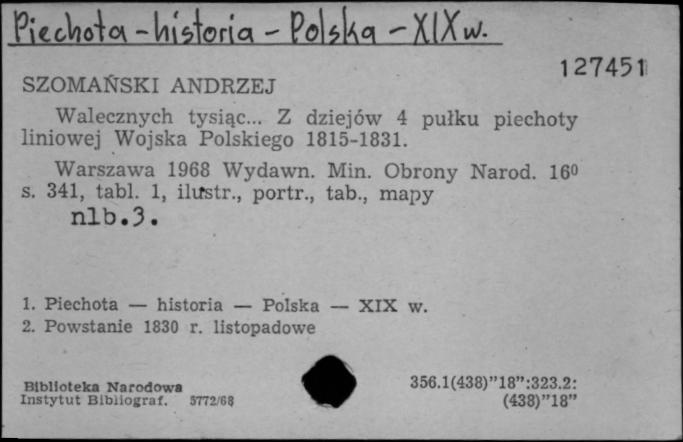 Piechota - historia - Polska - XIX w.
127451
SZOMAŃSKI ANDRZEJ
Walecznych tysiąc... Z dziejów 4 pułku piechoty
liniowej Wojska Polskiego 1815-1831.
Warszawa 1968 Wydawn. Min. Obrony Narod. 16⁰
s. 341, tabl. 1, ilustr., portr., tab., mapy
nlb.3.
1. Piechota — historia — Polska — XIX w.
2. Powstanie 1830 r. listopadowe
Biblioteka Narodowa
Instytut Bibliograf. 5772/68
356.1(438)"18":323.2:
(438)"18"